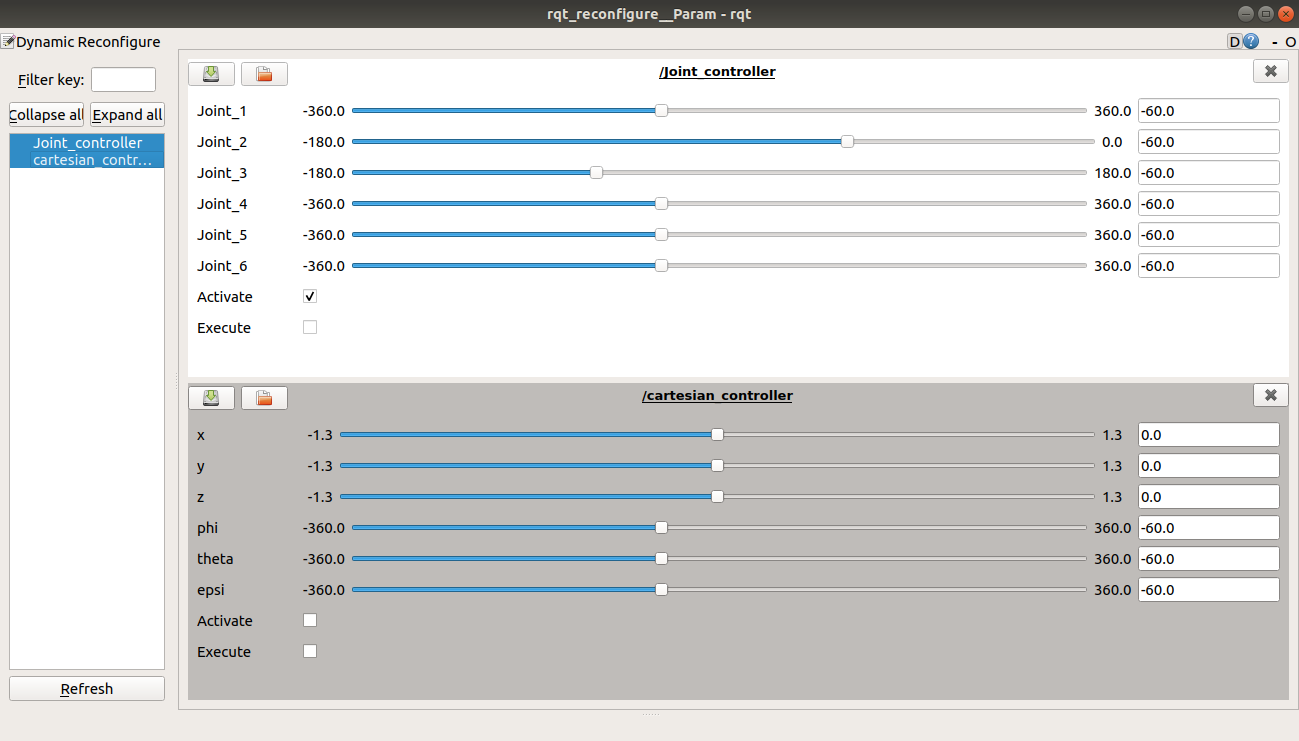 rqt_reconfigure__Param - rqt
Dynamic Reconfigure
D ? - O
Filter key:
Collapse all Expand all
Joint_controller
cartesian_contr...
Refresh
/Joint_controller
Joint_1 -360.0 360.0 -60.0
Joint_2 -180.0 0.0 -60.0
Joint_3 -180.0 180.0 -60.0
Joint_4 -360.0 360.0 -60.0
Joint_5 -360.0 360.0 -60.0
Joint_6 -360.0 360.0 -60.0
Activate
Execute
/cartesian_controller
x -1.3 1.3 0.0
y -1.3 1.3 0.0
z -1.3 1.3 0.0
phi -360.0 360.0 -60.0
theta -360.0 360.0 -60.0
epsi -360.0 360.0 -60.0
Activate
Execute